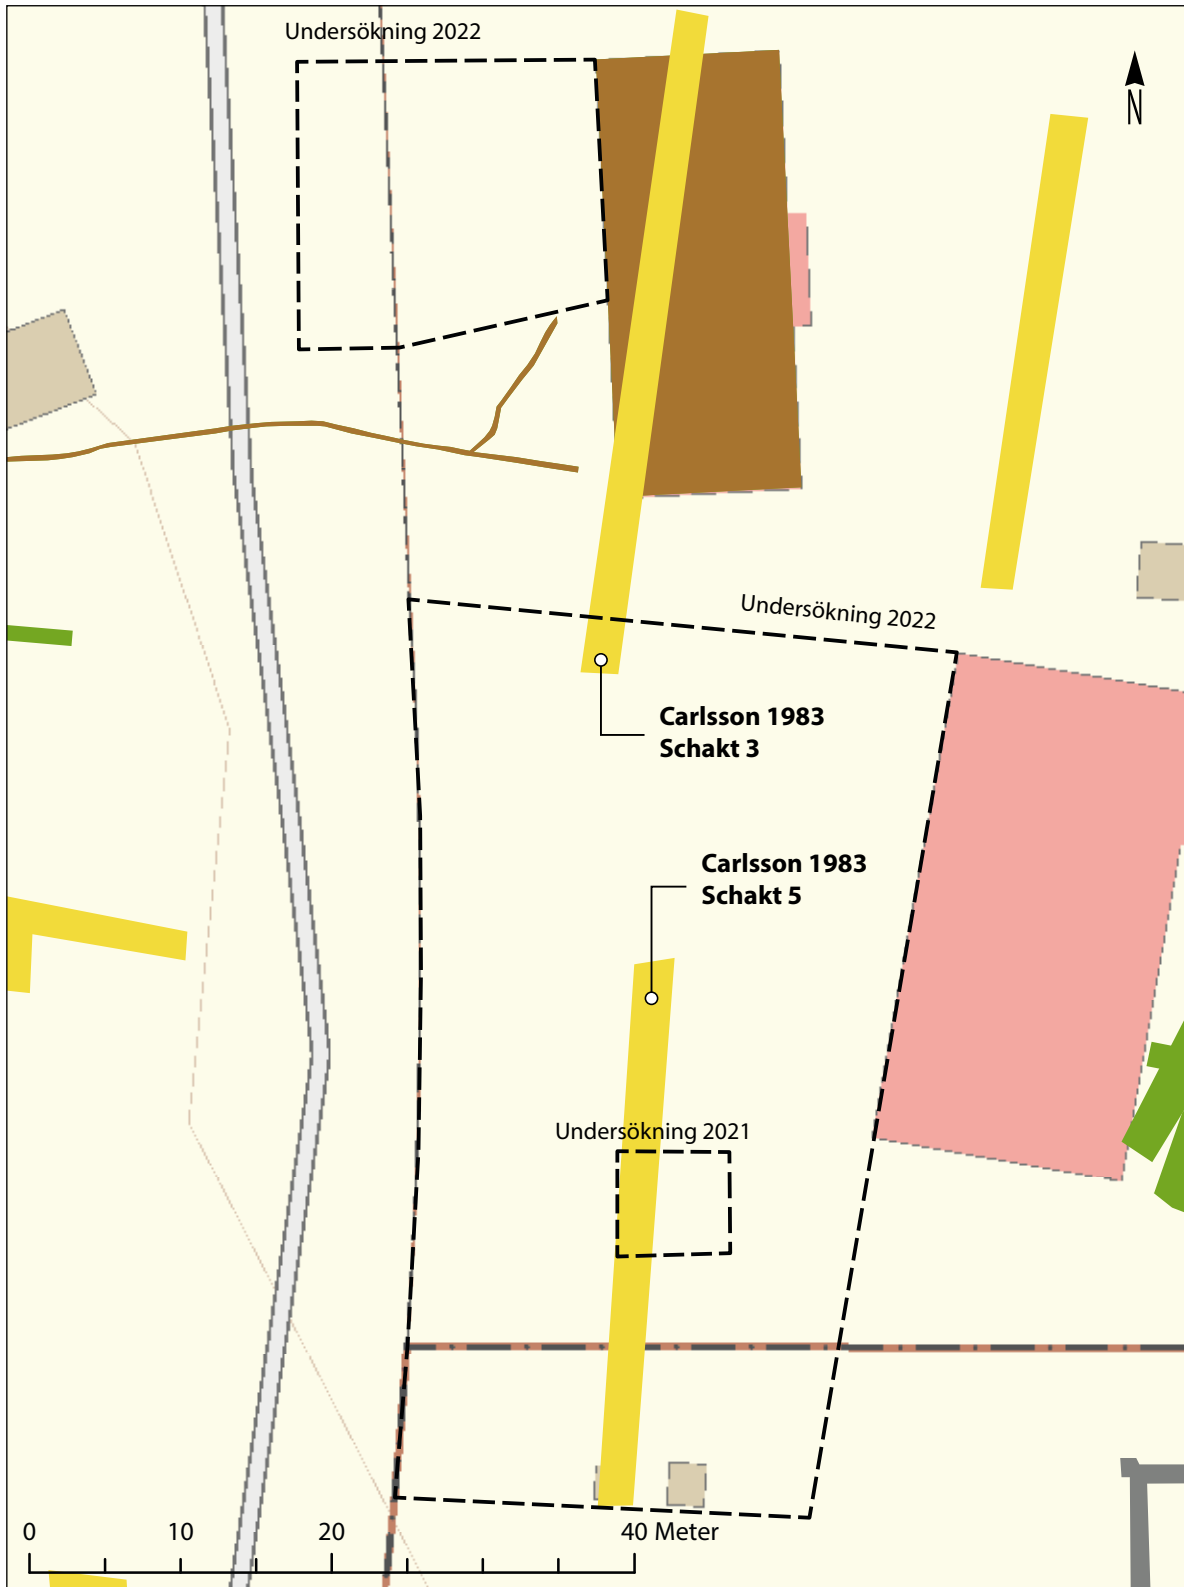 Undersökning 2022
N
Undersökning 2022
Carlsson 1983
Schakt 3
Carlsson 1983
Schakt 5
Undersökning 2021
0 10 20 40 Meter